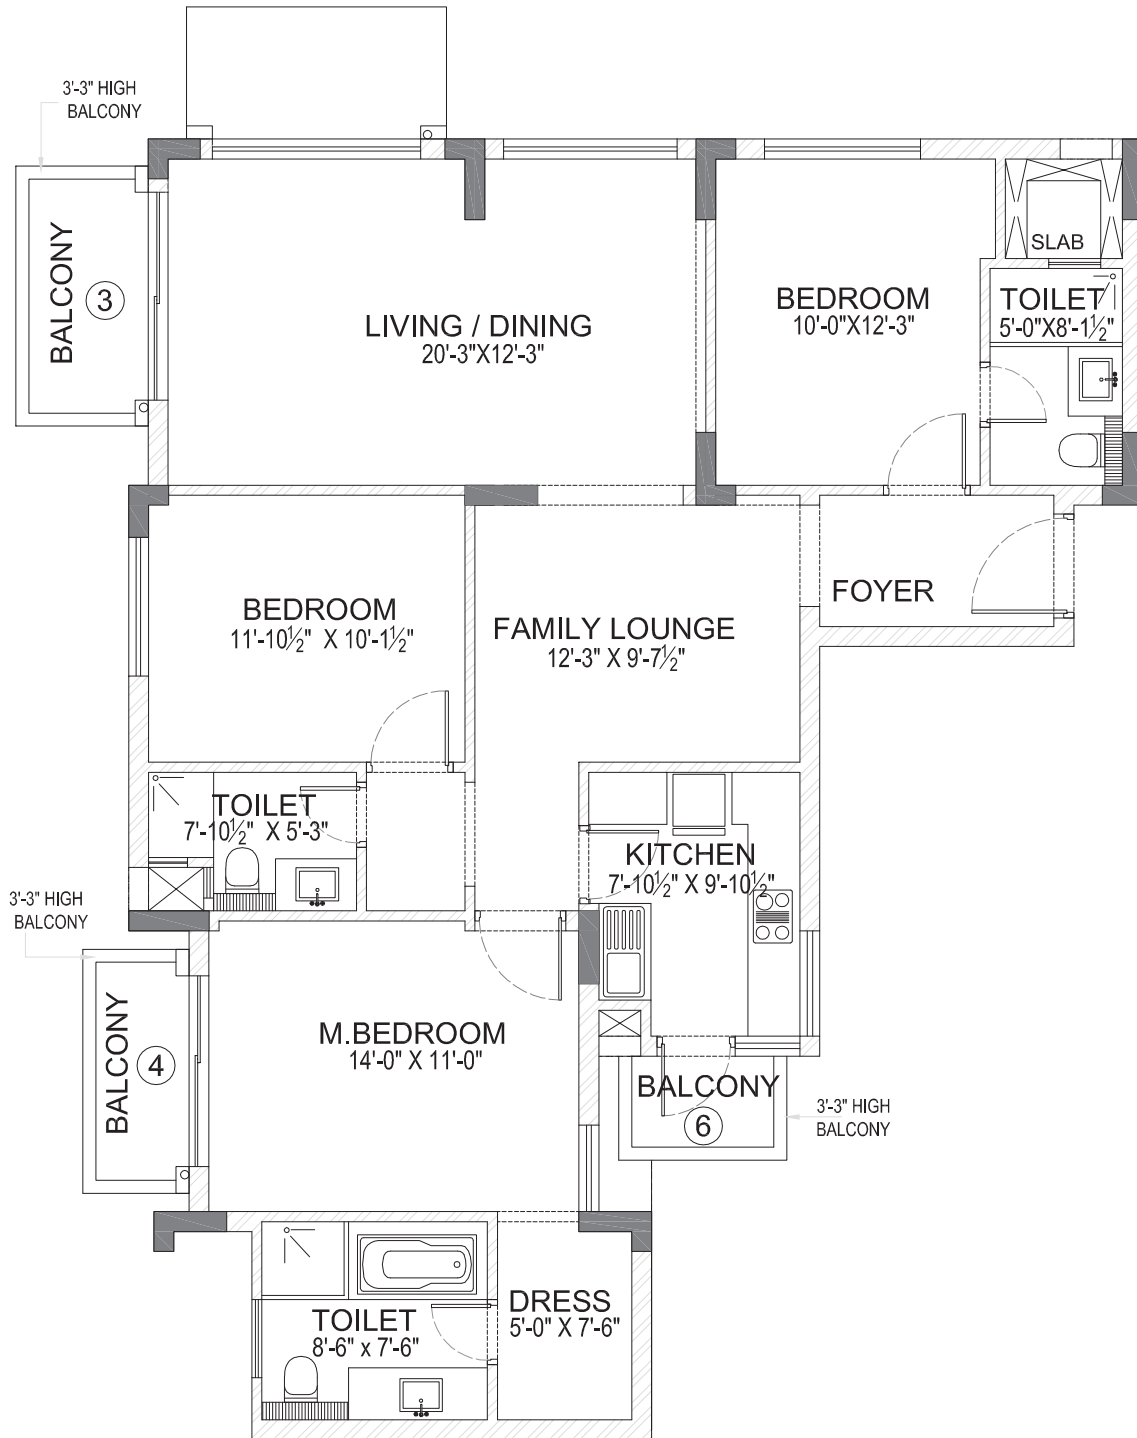 3'-3" HIGH
BALCONY
BALCONY
3
LIVING / DINING
20'-3"X12'-3"
BEDROOM
10'-0"X12'-3"
SLAB
TOILET
5'-0"X8'-1½"
BEDROOM
11'-10½" X 10'-1½"
FAMILY LOUNGE
12'-3" X 9'-7½"
FOYER
TOILET
7'-10½" X 5'-3"
KITCHEN
7'-10½" X 9'-10½"
3'-3" HIGH
BALCONY
BALCONY
4
M.BEDROOM
14'-0" X 11'-0"
BALCONY
6
3'-3" HIGH
BALCONY
TOILET
8'-6" x 7'-6"
DRESS
5'-0" X 7'-6"